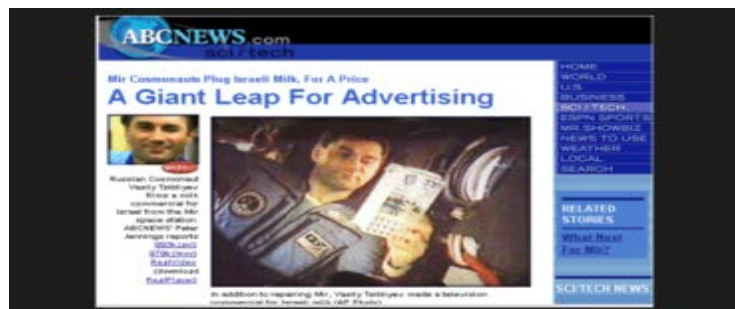 ABCNEWS.com
sci/tech
Mir Cosmonauts Plug Israeli Milk, For A Price
A Giant Leap For Advertising
Russian Cosmonaut
Vasily Tsibliyev
films a milk
commercial for
Israel from the Mir
space station.
ABCNEWS' Peter
Jennings reports
RealVideo
(download
RealPlayer)
In addition to repairing Mir, Vasily Tsibliyev made a television
commercial for Israeli milk (AP Photo)
HOME
WORLD
U.S.
BUSINESS
SCI / TECH
ESPN SPORTS
MR. SHOWBIZ
NEWS TO USE
WEATHER
LOCAL
SEARCH
RELATED
STORIES
What Next
For Mir?
SCI/TECH NEWS